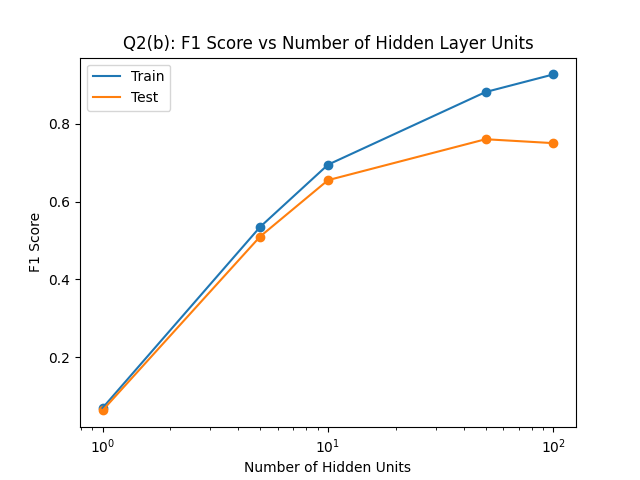 Q2(b): F1 Score vs Number of Hidden Layer Units
Train
Test
F1 Score
0.8
0.6
0.4
0.2
10⁰
10¹
10²
Number of Hidden Units